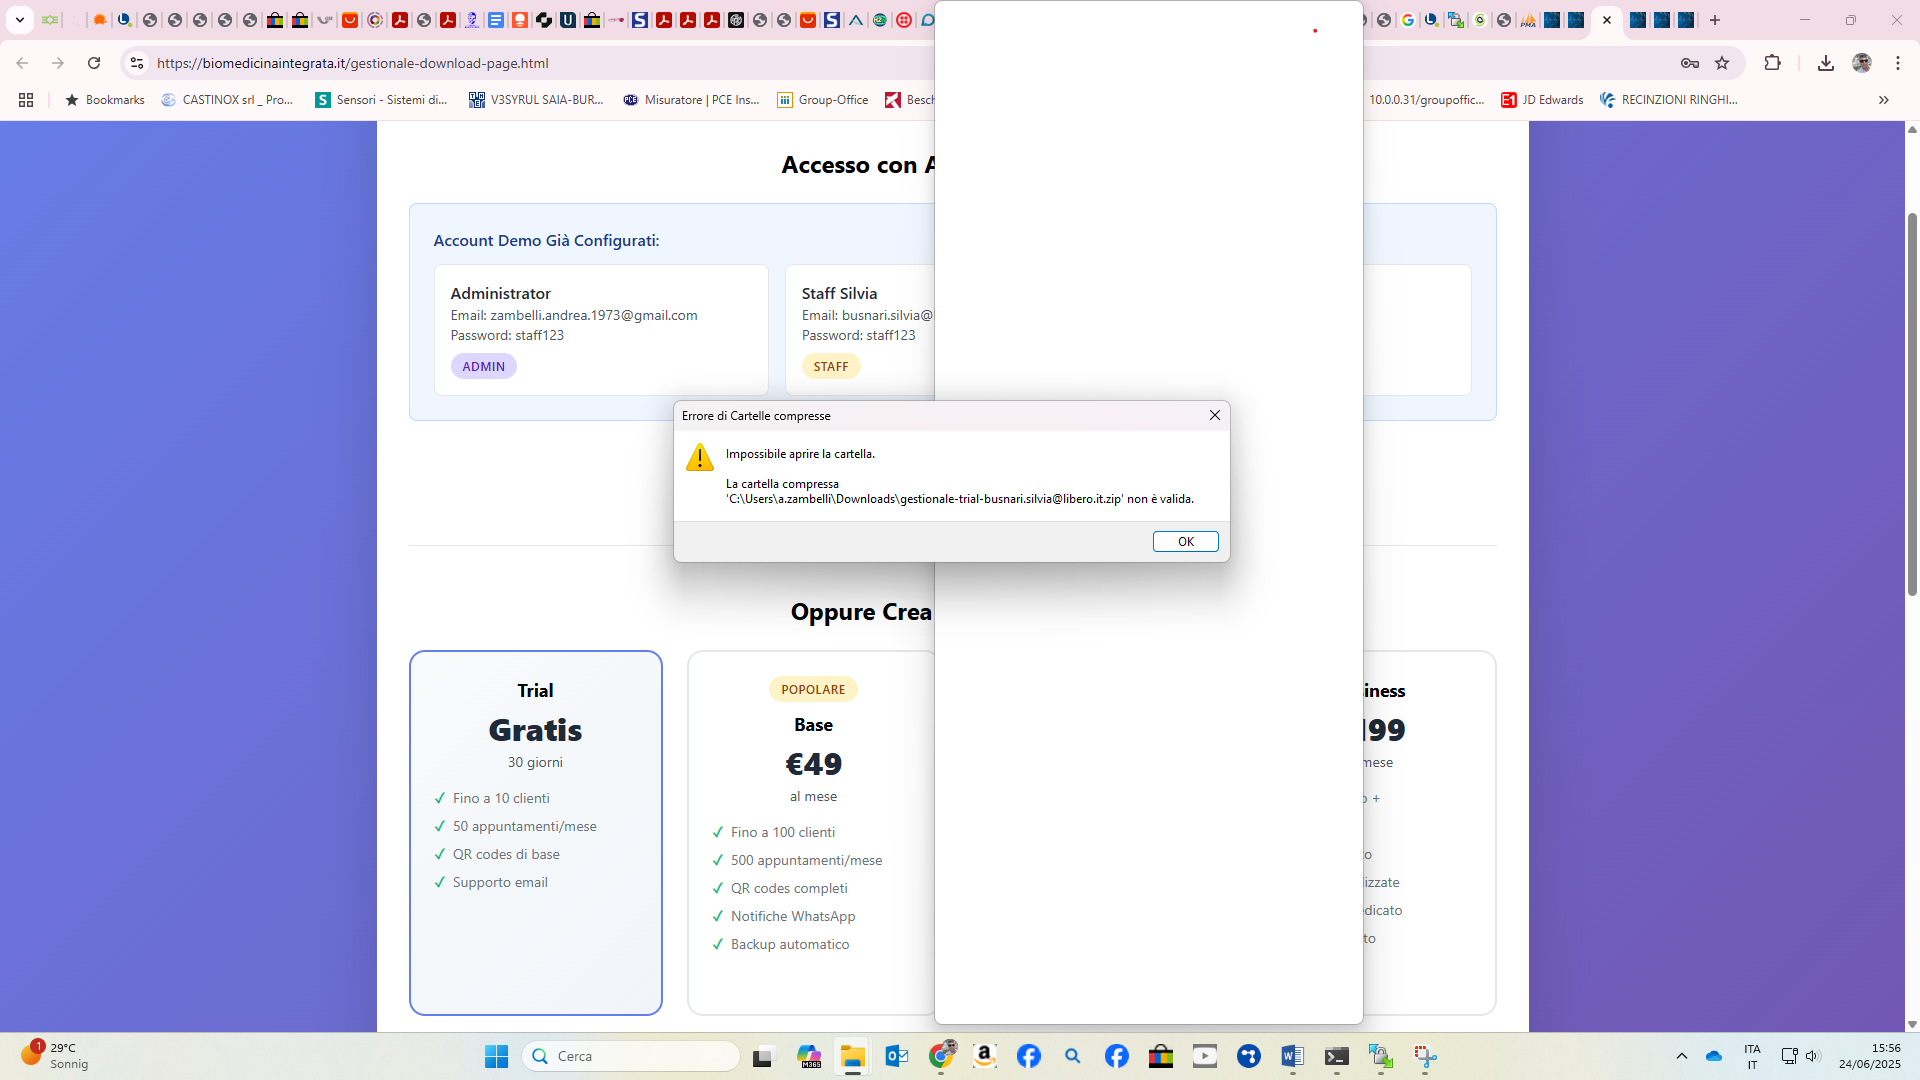 https://biomedicinaintegrata.it/gestionale-download-page.html
Bookmarks
CASTINOX srl _ Pro...
Sensori - Sistemi di...
V3SYRUL SAIA-BUR...
Misuratore | PCE Ins...
Group-Office
Besch
10.0.0.31/groupoffic...
JD Edwards
RECINZIONI RINGHI...
Accesso con A
Account Demo Già Configurati:
Administrator
Email: zambelli.andrea.1973@gmail.com
Password: staff123
ADMIN
Staff Silvia
Email: busnari.silvia@
Password: staff123
STAFF
Errore di Cartelle compresse
Impossibile aprire la cartella.
La cartella compressa
'C:\Users\a.zambelli\Downloads\gestionale-trial-busnari.silvia@libero.it.zip' non è valida.
OK
Oppure Crea
Trial
Gratis
30 giorni
Fino a 10 clienti
50 appuntamenti/mese
QR codes di base
Supporto email
POPOLARE
Base
€49
al mese
Fino a 100 clienti
500 appuntamenti/mese
QR codes completi
Notifiche WhatsApp
Backup automatico
iness
199
mese
o +
to
izzate
edicato
to
1
29°C
Sonnig
Cerca
ITA
IT
15:56
24/06/2025